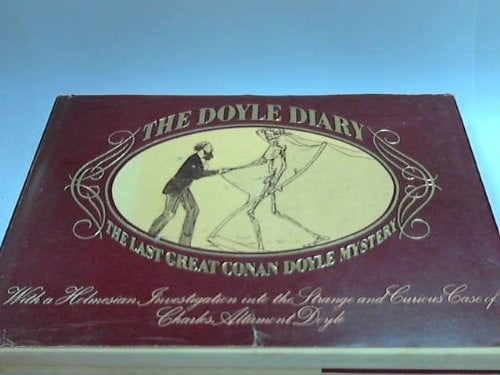 THE DOYLE DIARY
THE LAST GREAT CONAN DOYLE MYSTERY
With a Holmesian Investigation into the Strange and Curious Case of
Charles Altamont Doyle